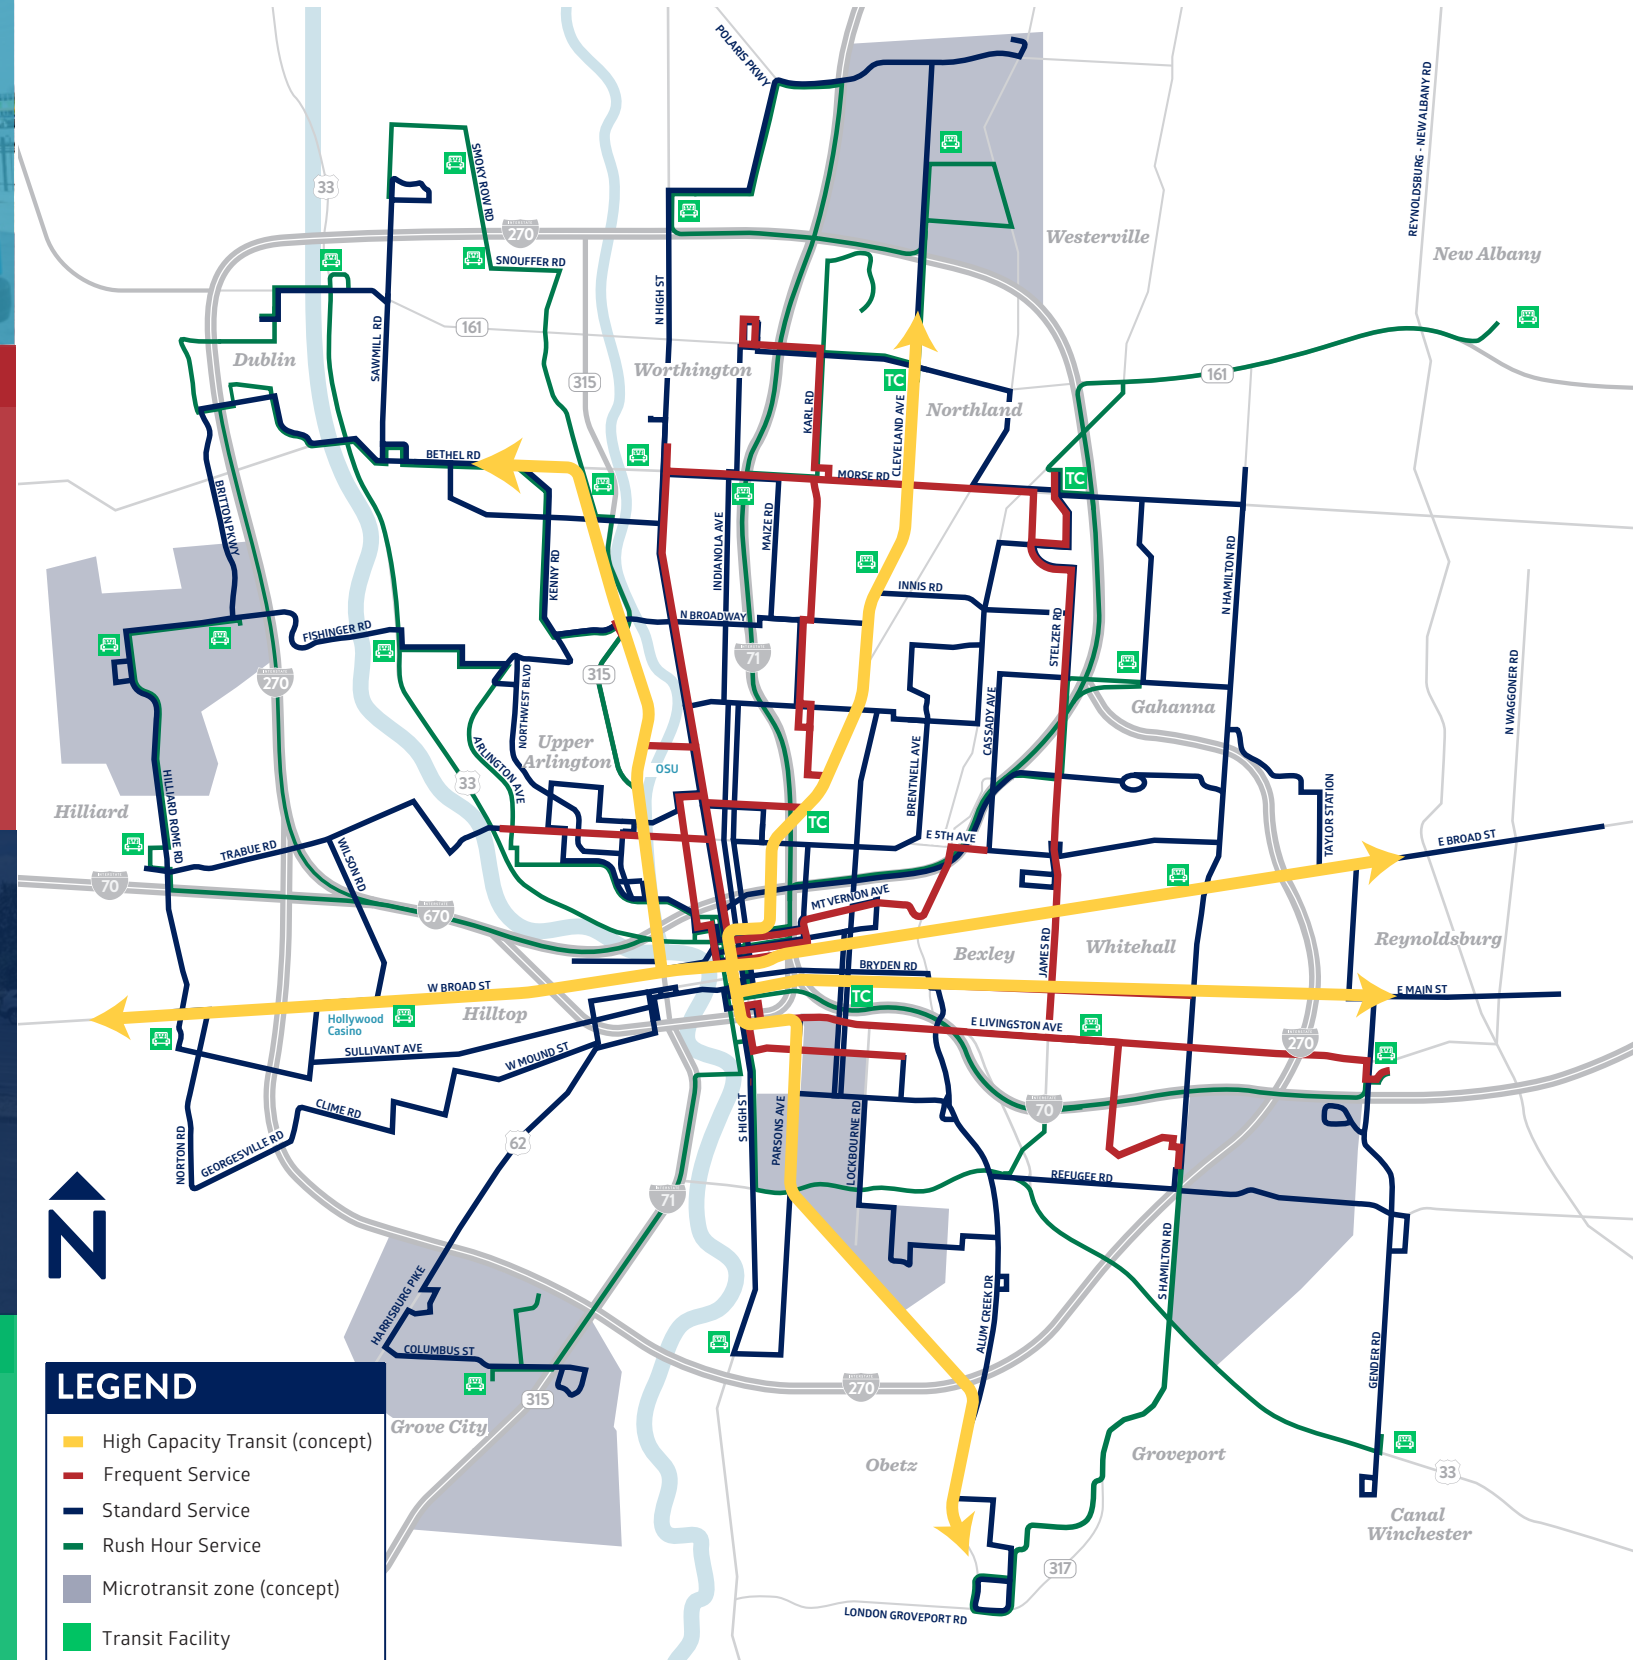 POLARIS PKWY
REYNOLDSBURG - NEW ALBANY RD
SMOKY ROW RD
33
270
Westerville
New Albany
SNOUFFER RD
N HIGH ST
161
SAWMILL RD
Dublin
Worthington
315
161
TC
KARL RD
CLEVELAND AVE
Northland
BETHEL RD
MORSE RD
TC
BRITTON PKWY
INDIANOLA AVE
MAIZE RD
KENNY RD
INNIS RD
N HAMILTON RD
N BROADWAY
FISHINGER RD
STELZER RD
71
315
270
NORTHWEST BLVD
N WAGGONER RD
CASSADY AVE
Gahanna
Upper
Arlington
ARLINGTON AVE
OSU
33
BRENTNELL AVE
Hilliard
HILLIARD ROME RD
TC
TAYLOR STATION
E 5TH AVE
E BROAD ST
TRABUE RD
WILSON RD
70
670
MT VERNON AVE
Bexley
Whitehall
Reynoldsburg
JAMES RD
BRYDEN RD
W BROAD ST
E MAIN ST
TC
Hollywood
Casino
Hilltop
E LIVINGSTON AVE
270
SULLIVANT AVE
W MOUND ST
CLIME RD
70
S HIGH ST
PARSONS AVE
LOCKBOURNE RD
62
NORTON RD
GEORGESVILLE RD
REFUGEE RD
71
N
S HAMILTON RD
HARRISBURG PIKE
ALUM CREEK DR
COLUMBUS ST
GENDER RD
270
315
Grove City
Obetz
Groveport
33
Canal
Winchester
317
LONDON GROVEPORT RD
LEGEND
High Capacity Transit (concept)
Frequent Service
Standard Service
Rush Hour Service
Microtransit zone (concept)
Transit Facility